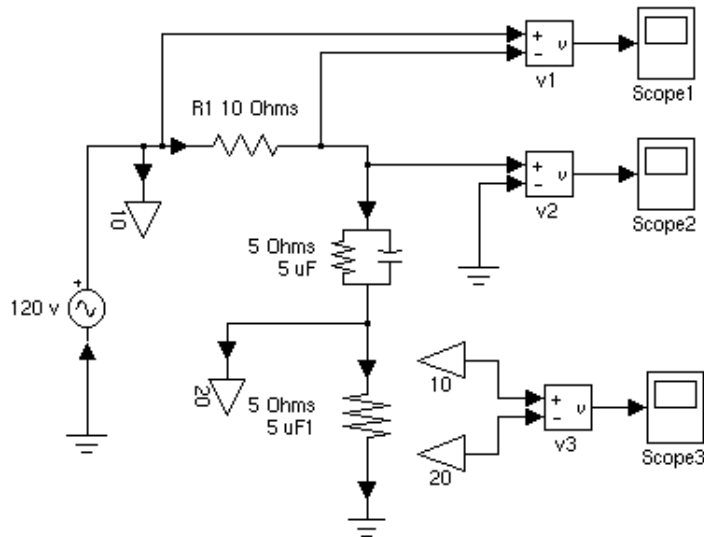 +
−
υ
v1
Scope1
R1 10 Ohms
10
+
−
υ
v2
Scope2
5 Ohms
5 uF
+
120 v
20
5 Ohms
5 uF1
10
20
+
−
υ
v3
Scope3